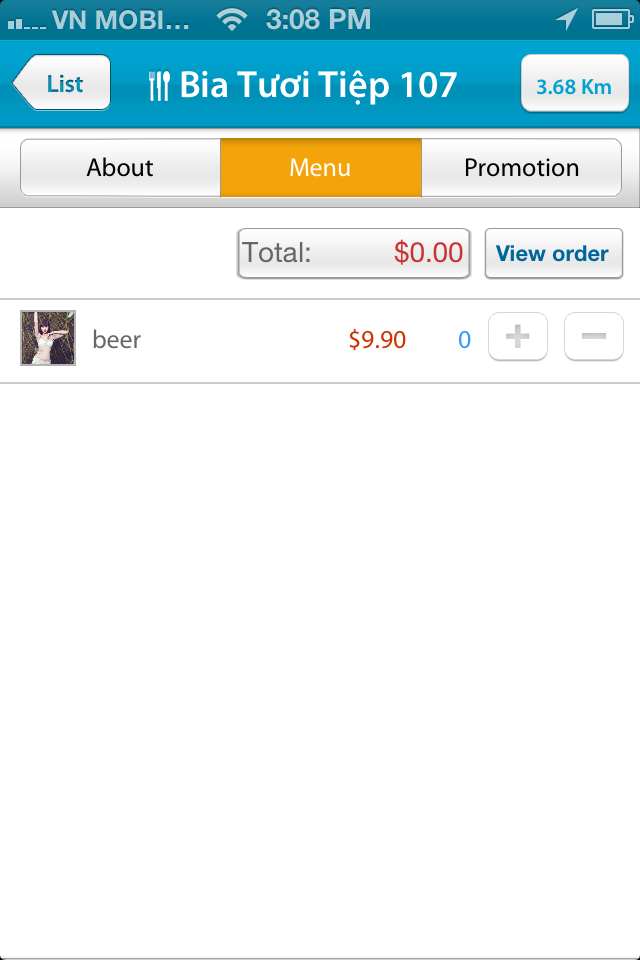 VN MOBI... 3:08 PM
List Bia Tươi Tiệp 107 3.68 Km
About Menu Promotion
Total: $0.00 View order
beer $9.90 0 + −